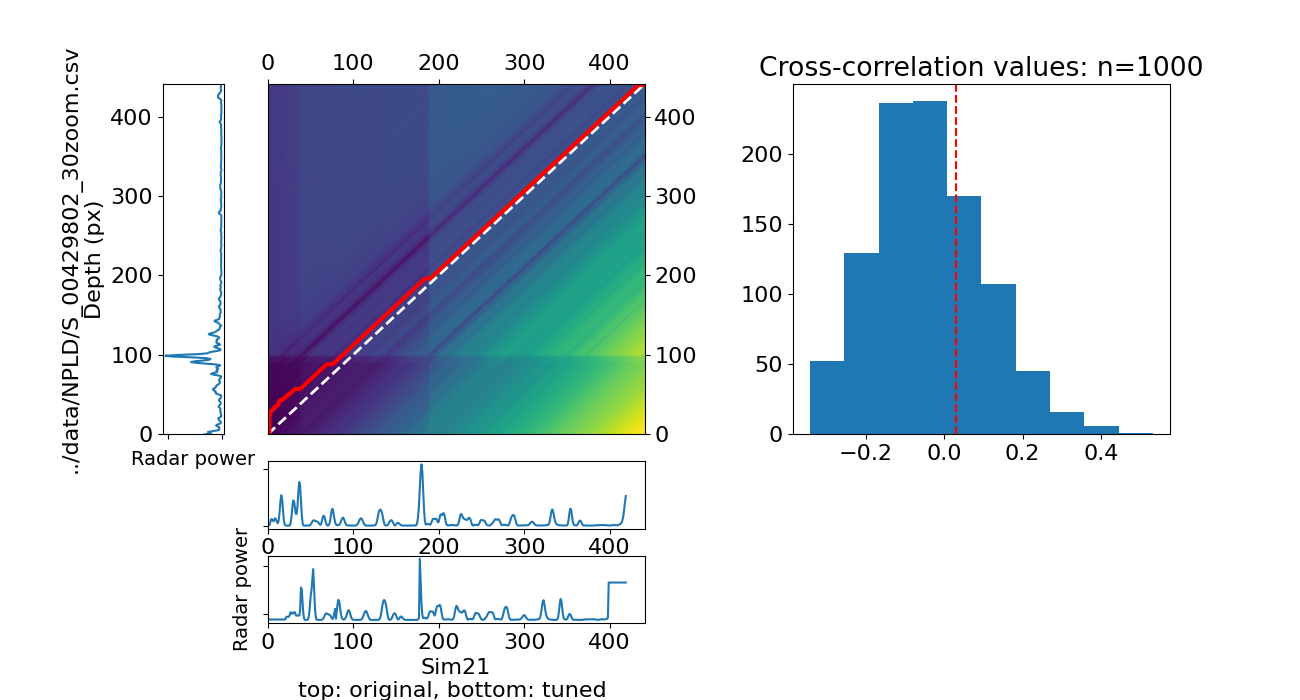 0 100 200 300 400
Cross-correlation values: n=1000
../data/NPLD/S_00429802_30zoom.csv
Depth (px)
400
300
200
100
0
Radar power
400
300
200
100
0
200
150
100
50
0
−0.2 0.0 0.2 0.4
0 100 200 300 400
Radar power
0 100 200 300 400
Sim21
top: original, bottom: tuned